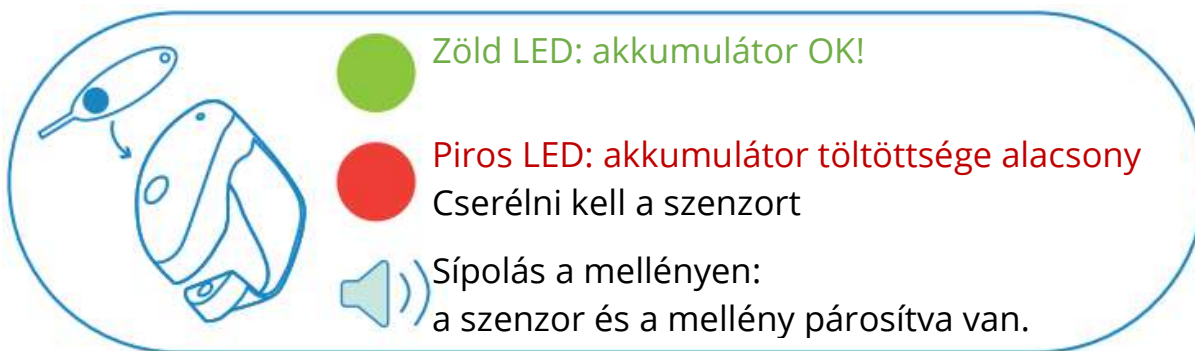 Zöld LED: akkumulátor OK!
Piros LED: akkumulátor töltöttsége alacsony
Cserélni kell a szenzort
Sípolás a mellényen:
a szenzor és a mellény párosítva van.